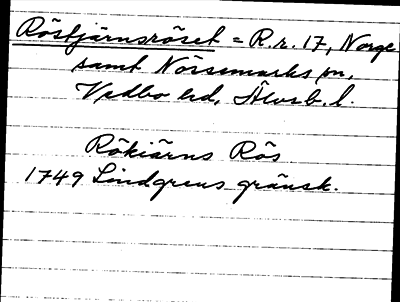 Röstjärnsröset = R.r. 17, Norge
samt Nössemarks sn,
Vedbo hd, Älvsb. l.
Rökiärns Rös
1749 Lindgrens gränsk.